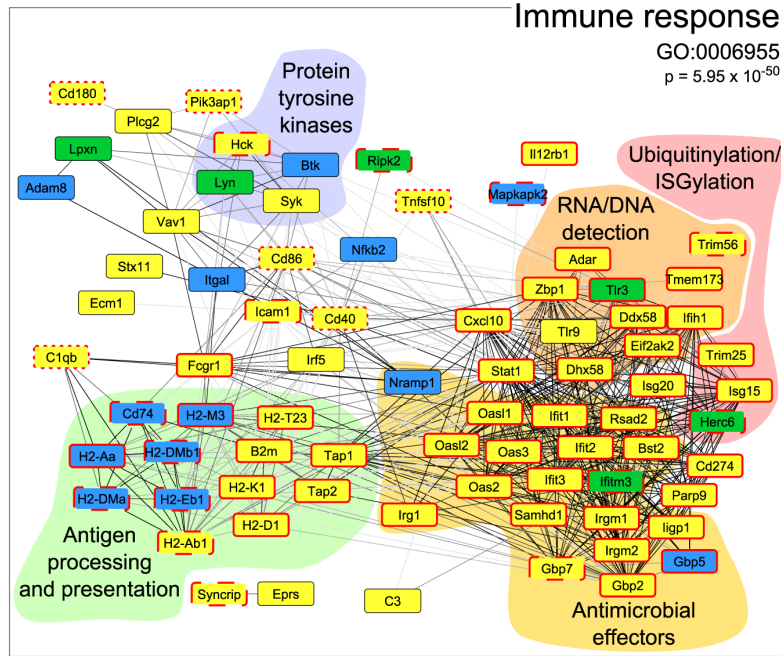 Immune response
GO:0006955
p = 5.95 x 10-50
Protein
tyrosine
kinases
Cd180
Pik3ap1
Plcg2
Hck
Lpxn
Btk
Ripk2
Il12rb1
Ubiquitinylation/
ISGylation
Adam8
Lyn
Syk
Mapkapk2
Tnfsf10
RNA/DNA
detection
Vav1
Trim56
Nfkb2
Stx11
Cd86
Adar
Itgal
Zbp1
Tlr3
Tmem173
Ecm1
Icam1
Cd40
Cxcl10
Ddx58
Ifih1
Tlr9
Eif2ae2
C1qb
Fcgr1
Irf5
Trim25
Stat1
Dhx58
Nramp1
Isg20
Isg15
Cd74
H2-M3
H2-T23
Oasl1
Ifit1
Rsad2
Herc6
H2-Aa
H2-DMb1
B2m
Tap1
Oasl2
Oas3
Ifit2
Bst2
Cd274
H2-DMa
H2-Eb1
H2-K1
Tap2
Oas2
Ifit3
Ifitm3
Parp9
H2-Ab1
H2-D1
Irg1
Samhd1
Irgm1
Iigp1
Antigen
processing
and presentation
Irgm2
Gbp7
Gbp5
Gbp2
Syncrip
Eprs
C3
Antimicrobial
effectors